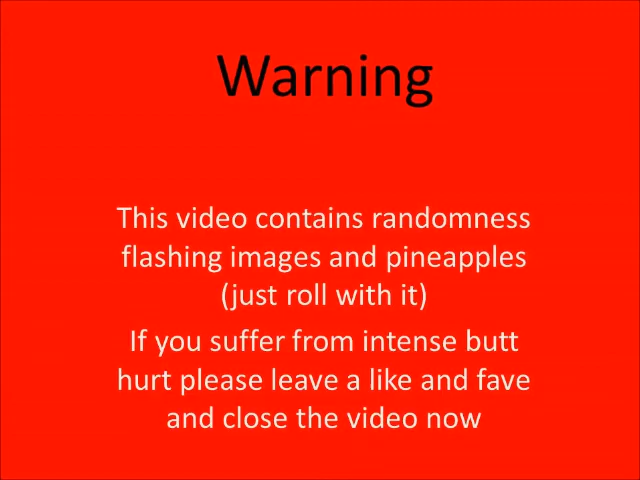 Warning
This video contains randomness
flashing images and pineapples
(just roll with it)
If you suffer from intense butt
hurt please leave a like and fave
and close the video now